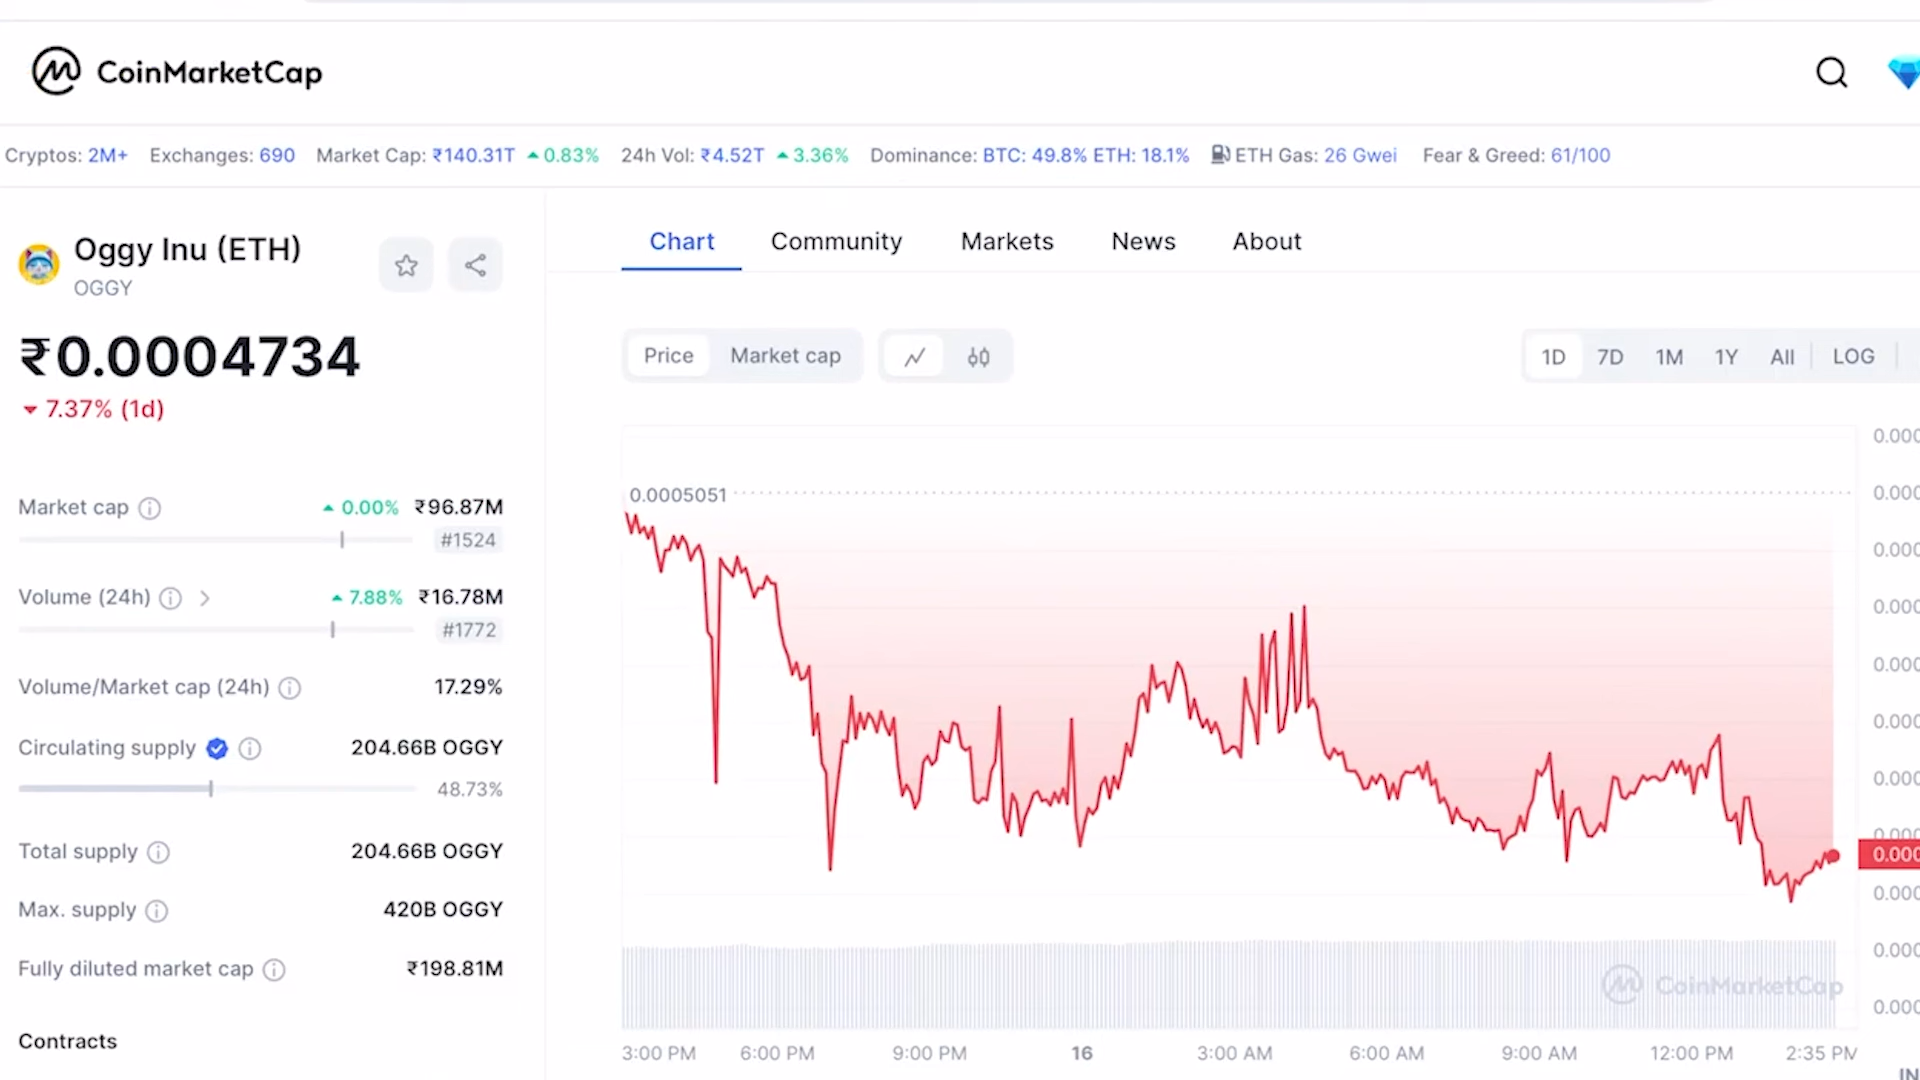 CoinMarketCap
Cryptos: 2M+ Exchanges: 690 Market Cap: ₹140.31T 0.83% 24h Vol: ₹4.52T 3.36% Dominance: BTC: 49.8% ETH: 18.1% ETH Gas: 26 Gwei Fear & Greed: 61/100
Oggy Inu (ETH)
OGGY
₹0.0004734
7.37% (1d)
Market cap 0.00% ₹96.87M
#1524
Volume (24h) 7.88% ₹16.78M
#1772
Volume/Market cap (24h) 17.29%
Circulating supply 204.66B OGGY
48.73%
Total supply 204.66B OGGY
Max. supply 420B OGGY
Fully diluted market cap ₹198.81M
Contracts
Chart Community Markets News About
Price Market cap 1D 7D 1M 1Y All LOG
0.0005051
CoinMarketCap
3:00 PM 6:00 PM 9:00 PM 16 3:00 AM 6:00 AM 9:00 AM 12:00 PM 2:35 PM